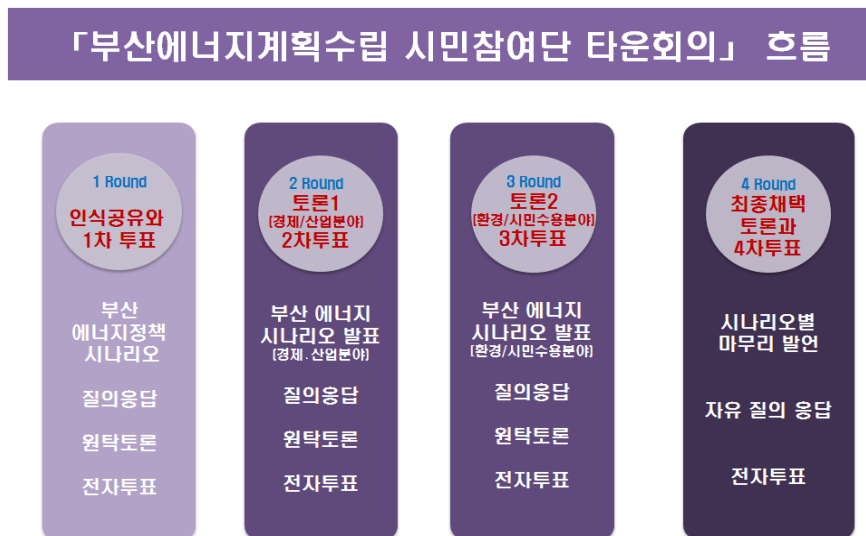 「부산에너지계획수립 시민참여단 타운회의」 흐름
1 Round
인식공유와
1차 투표
부산
에너지정책
시나리오
질의응답
원탁토론
전자투표
2 Round
토론1
[경제/산업분야]
2차투표
부산 에너지
시나리오 발표
[경제.산업분야]
질의응답
원탁토론
전자투표
3 Round
토론2
[환경/시민수용분야]
3차투표
부산 에너지
시나리오 발표
[환경/시민수용분야]
질의응답
원탁토론
전자투표
4 Round
최종채택
토론과
4차투표
시나리오별
마무리 발언
자유 질의 응답
전자투표